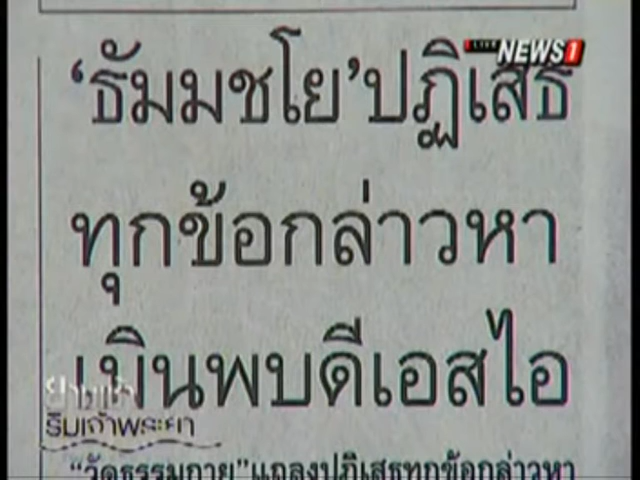 LIVE NEWS1
'ธัมมชโย'ปฏิเสธ
ทุกข้อกล่าวหา
เมินพบดีเอสไอ
ริมเจ้าพระยา
"วัดธรรมกาย"แถลงปฏิเสธทุกข้อกล่าวหา